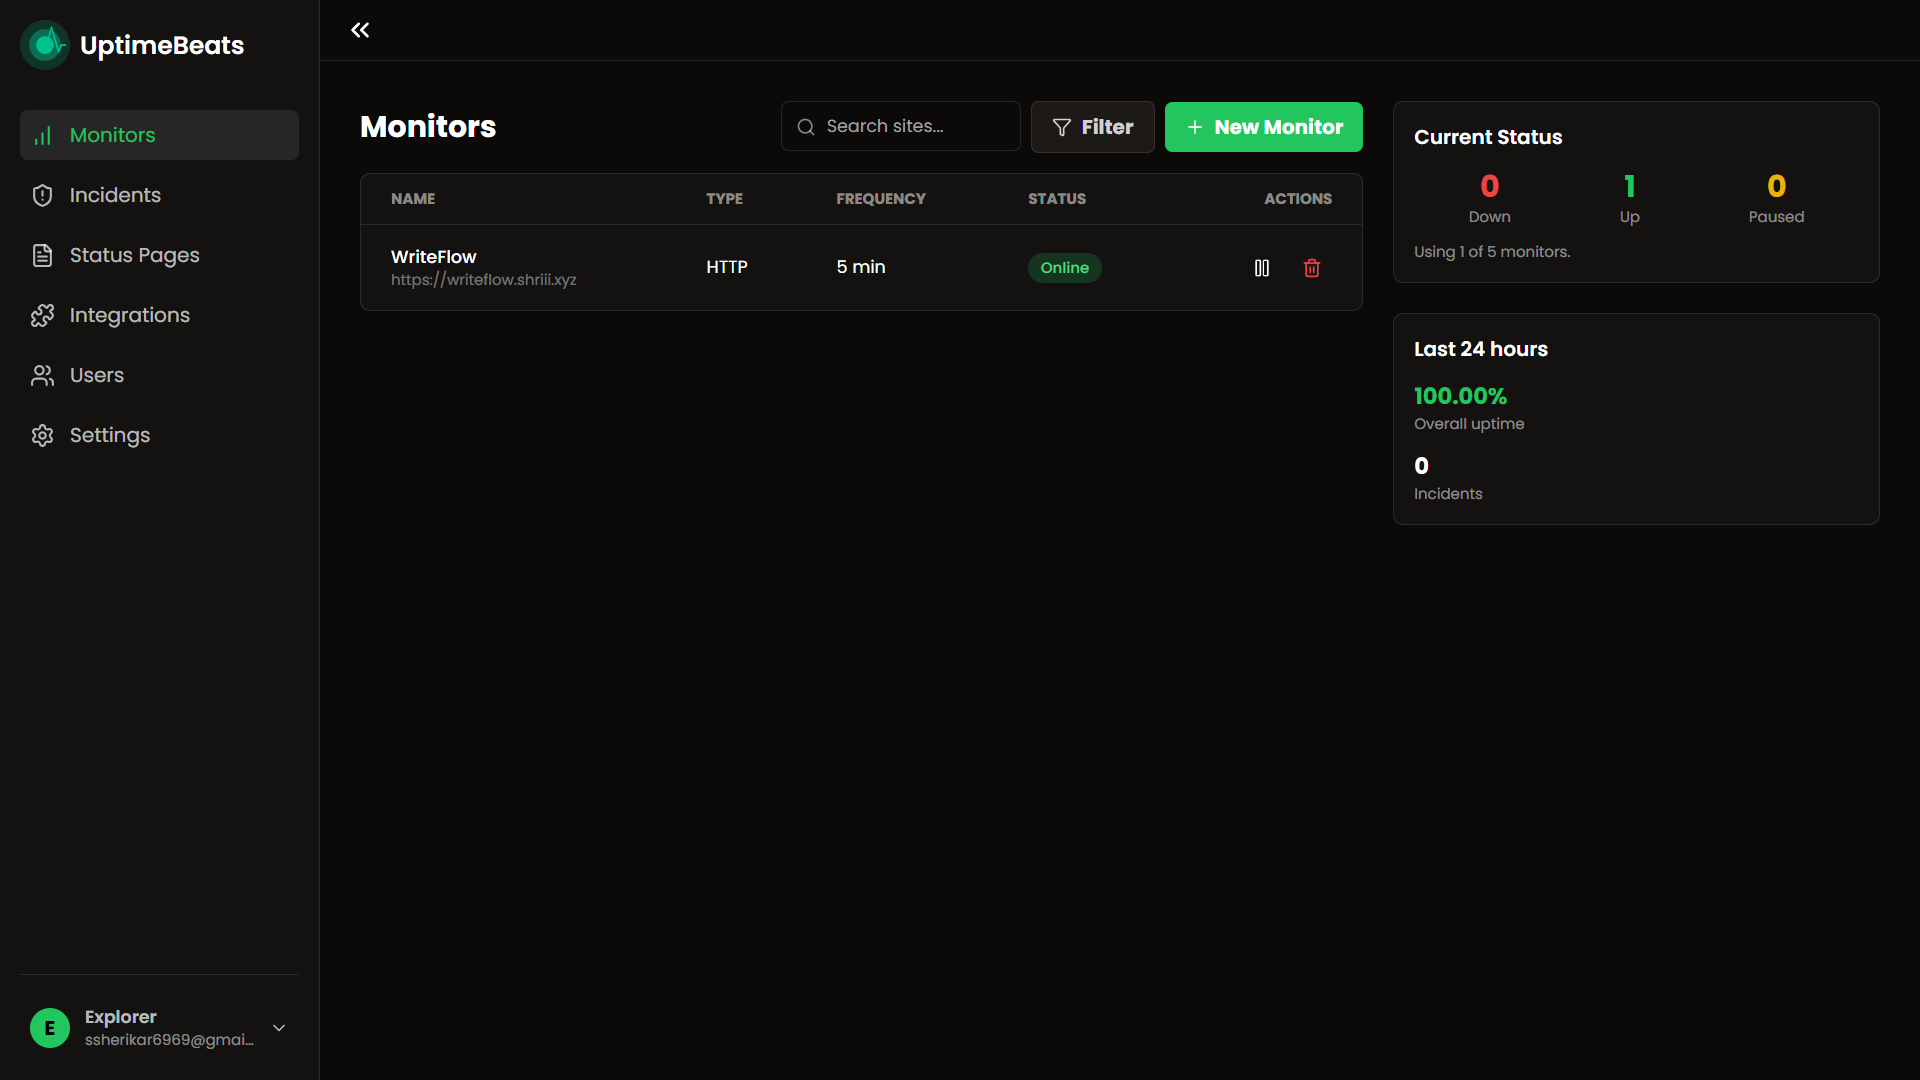 UptimeBeats
Monitors
Incidents
Status Pages
Integrations
Users
Settings
E
Explorer
ssherikar6969@gmai...
Monitors
Search sites...
Filter
New Monitor
NAME TYPE FREQUENCY STATUS ACTIONS
WriteFlow
https://writeflow.shriii.xyz
HTTP
5 min
Online
Current Status
0 1 0
Down Up Paused
Using 1 of 5 monitors.
Last 24 hours
100.00%
Overall uptime
0
Incidents